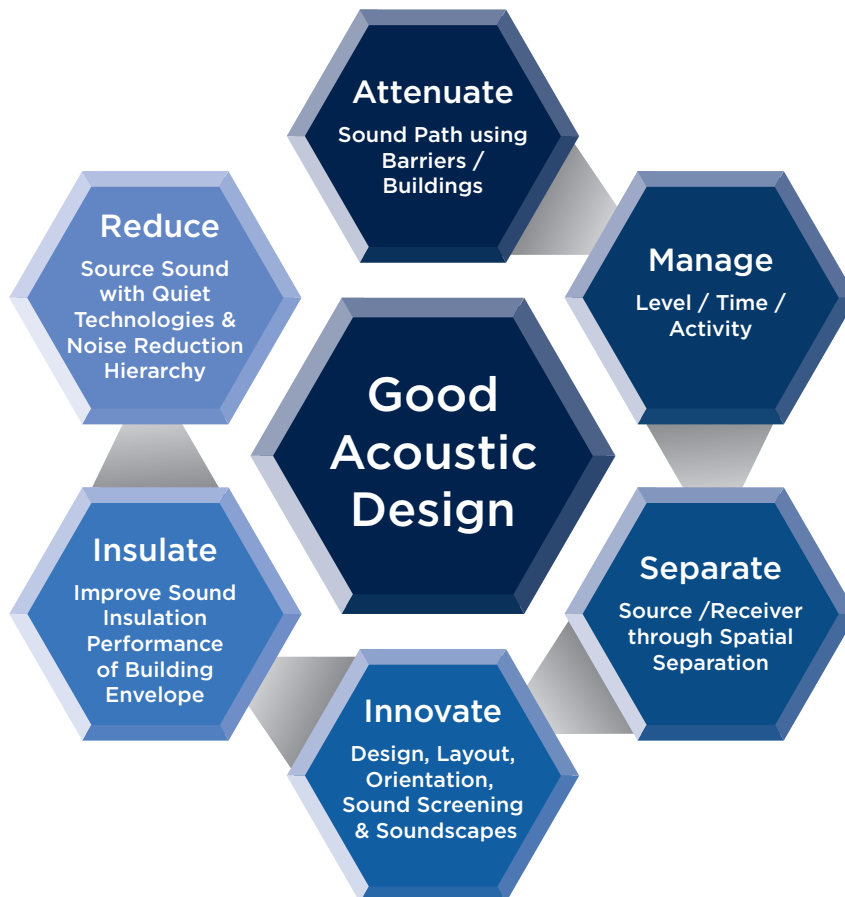 Attenuate
Sound Path using
Barriers /
Buildings
Manage
Level / Time /
Activity
Separate
Source /Receiver
through Spatial
Separation
Innovate
Design, Layout,
Orientation,
Sound Screening
& Soundscapes
Insulate
Improve Sound
Insulation
Performance
of Building
Envelope
Reduce
Source Sound
with Quiet
Technologies &
Noise Reduction
Hierarchy
Good
Acoustic
Design